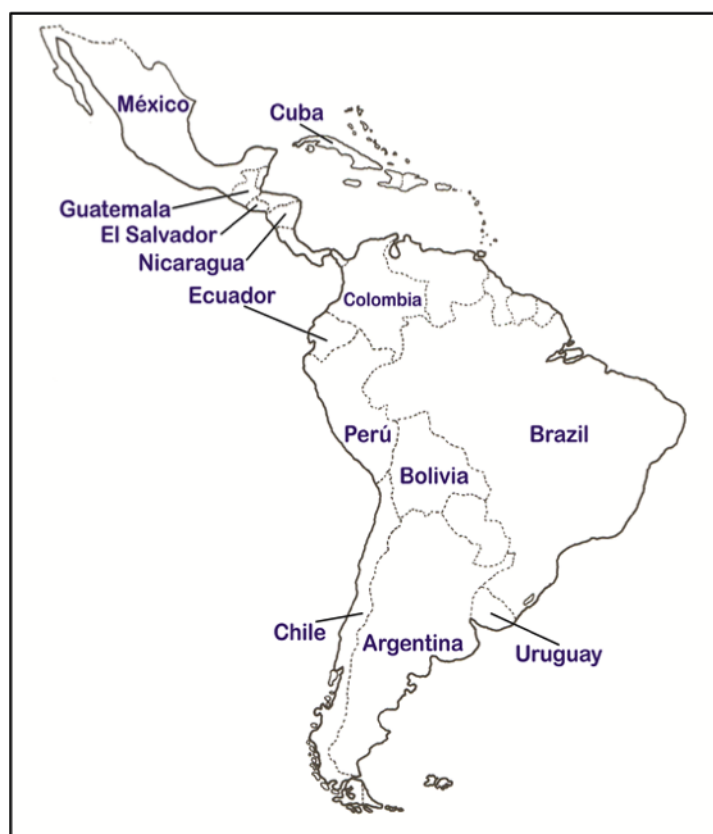 México
Cuba
Guatemala
El Salvador
Nicaragua
Ecuador
Colombia
Perú
Brazil
Bolivia
Chile
Argentina
Uruguay